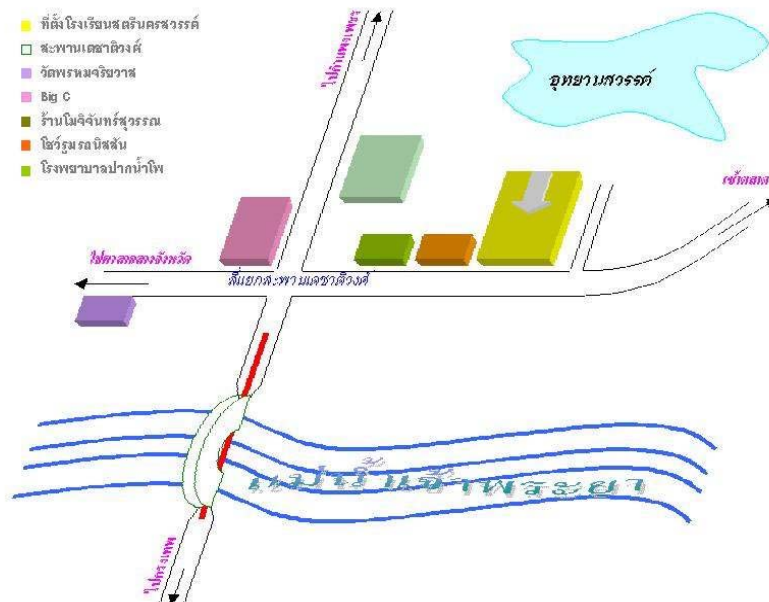 ที่ตั้งโรงเรียนสตรีนครสวรรค์
สะพานเดชาติวงศ์
วัดพรหมจริยวาส
Big C
ร้านโมจิจันทร์สุวรรณ
โชว์รูมรถนิสสัน
โรงพยาบาลปากน้ำโพ
ไปกำแพงเพชร
อุทยานสวรรค์
เข้าตลาด
ไปศาลากลางจังหวัด
สี่แยกสะพานเดชาติวงศ์
แม่น้ำเจ้าพระยา
ไปกรุงเทพ